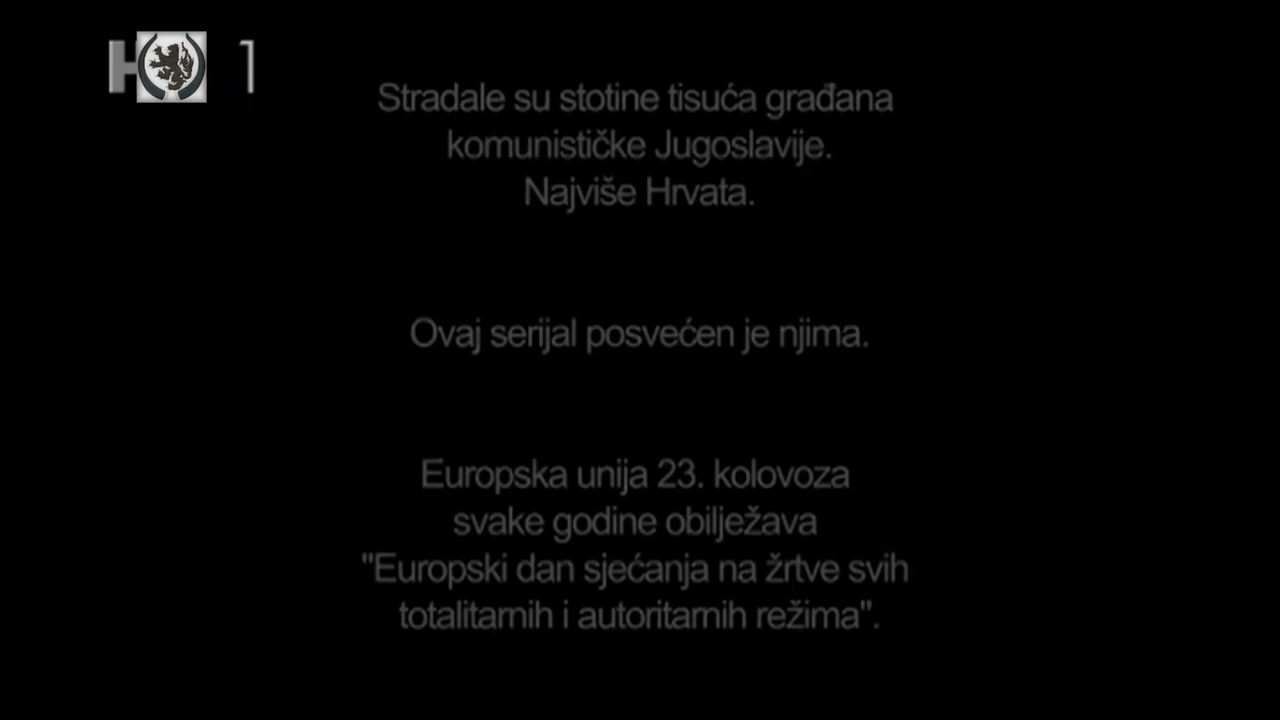 H 1
Stradale su stotine tisuća građana
komunističke Jugoslavije.
Najviše Hrvata.
Ovaj serijal posvećen je njima.
Europska unija 23. kolovoza
svake godine obilježava
"Europski dan sjećanja na žrtve svih
totalitarnih i autoritarnih režima".